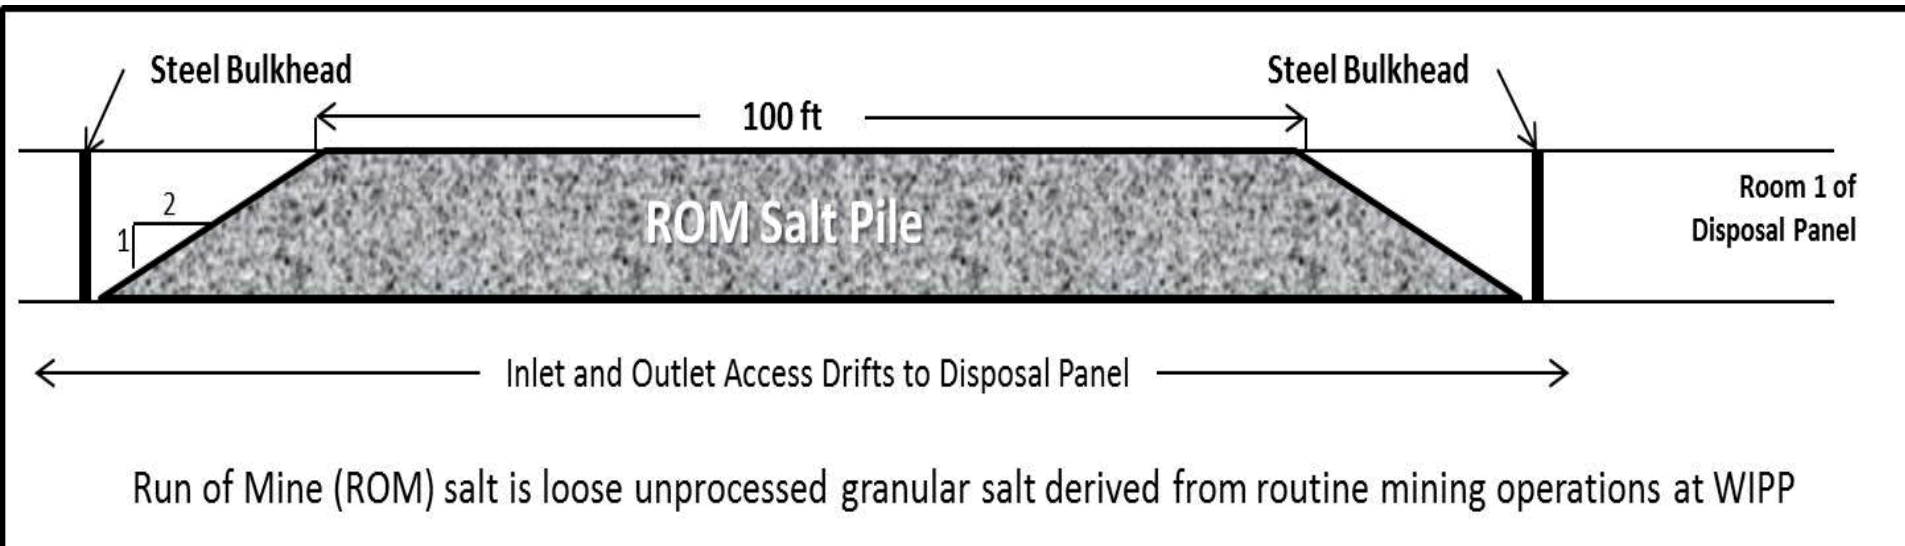 Steel Bulkhead
Steel Bulkhead
100 ft
2
1
ROM Salt Pile
Room 1 of
Disposal Panel
Inlet and Outlet Access Drifts to Disposal Panel
Run of Mine (ROM) salt is loose unprocessed granular salt derived from routine mining operations at WIPP